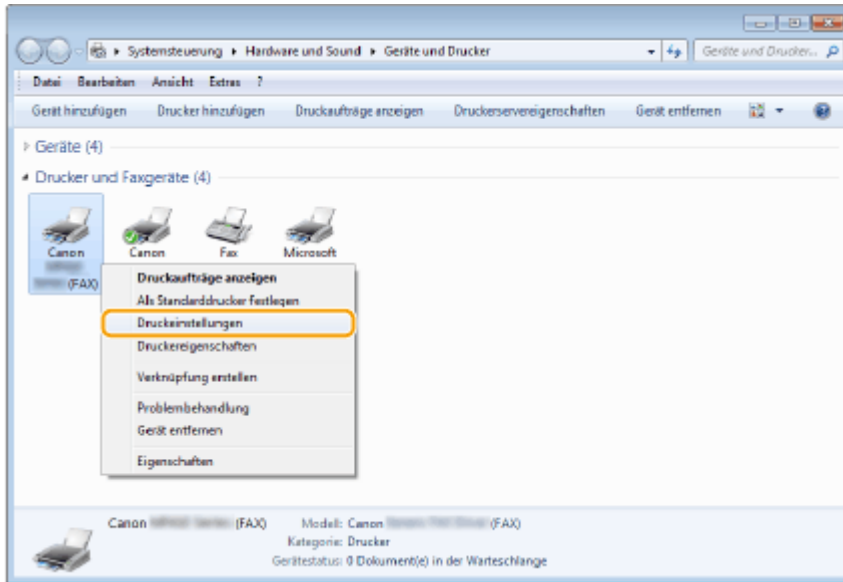 Systemsteuerung ▸ Hardware und Sound ▸ Geräte und Drucker
Geräte und Drucker...
Datei Bearbeiten Ansicht Extras ?
Gerät hinzufügen Drucker hinzufügen Druckaufträge anzeigen Druckerservereigenschaften Gerät entfernen
Geräte (4)
Drucker und Faxgeräte (4)
Canon Canon Fax Microsoft
(FAX)
Druckaufträge anzeigen
Als Standarddrucker festlegen
Druckeinstellungen
Druckereigenschaften
Verknüpfung erstellen
Problembehandlung
Gerät entfernen
Eigenschaften
Canon (FAX) Modell: Canon (FAX)
Kategorie: Drucker
Gerätestatus: 0 Dokument(e) in der Warteschlange